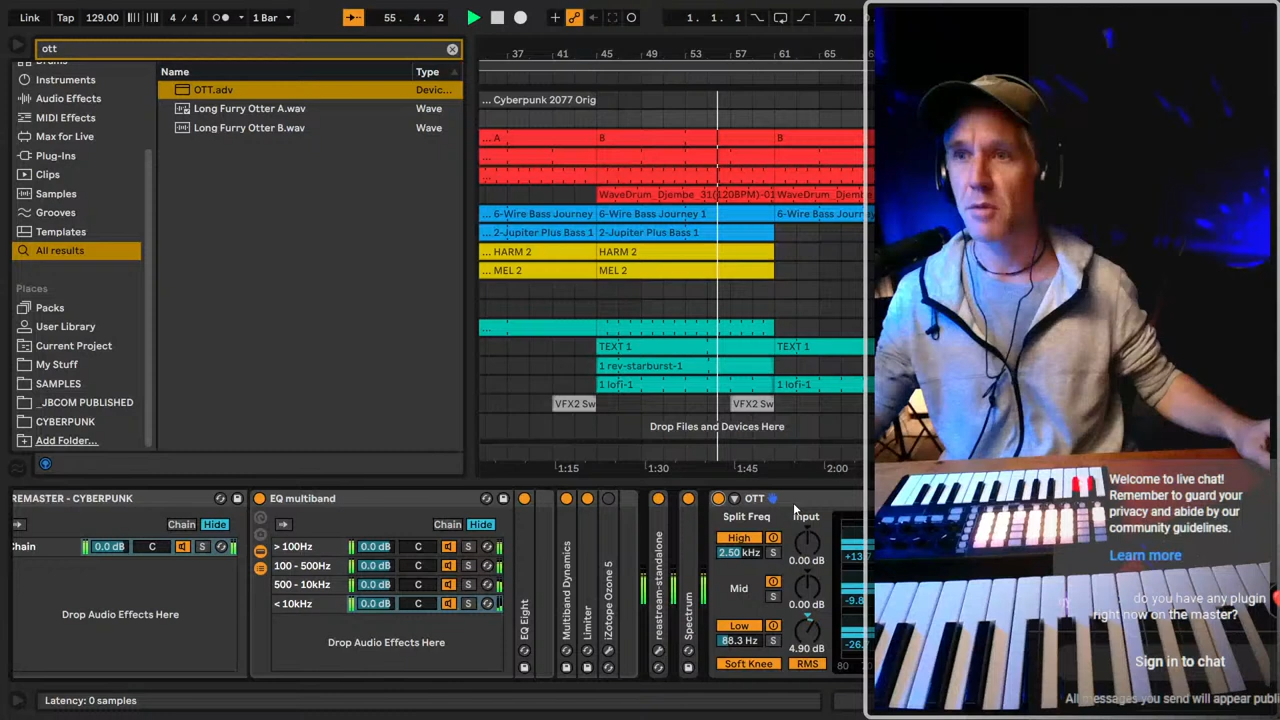 Link Tap 129.00 4 / 4 1 Bar 55. 4. 2 1. 1. 1 70.
ott
Drums
Instruments
Audio Effects
MIDI Effects
Max for Live
Plug-Ins
Clips
Samples
Grooves
Templates
All results
Places
Packs
User Library
Current Project
My Stuff
SAMPLES
_JBCOM PUBLISHED
CYBERPUNK
Add Folder...
Name Type
OTT.adv Devic...
Long Furry Otter A.wav Wave
Long Furry Otter B.wav Wave
37 41 45 49 53 57 61 65
... Cyberpunk 2077 Orig
... A B B
...
...
WaveDrum_Djembe_31(120BPM)-01 WaveDrum_Dje
... 6-Wire Bass Journey 6-Wire Bass Journey 1 6-Wire Bass Journey
... 2-Jupiter Plus Bass 1 2-Jupiter Plus Bass 1
... HARM 2 HARM 2
... MEL 2 MEL 2
...
TEXT 1 TEXT 1
1 rev-starburst-1
1 lofi-1 1 lofi-1
VFX2 Sw VFX2 Sw
Drop Files and Devices Here
1:15 1:30 1:45 2:00
REMASTER - CYBERPUNK
Chain Hide
Chain 0.0 dB C S
Drop Audio Effects Here
EQ multiband
Chain Hide
> 100Hz 0.0 dB C S
100 - 500Hz 0.0 dB C S
500 - 10kHz 0.0 dB C S
< 10kHz 0.0 dB C S
Drop Audio Effects Here
EQ Eight
Multiband Dynamics
Limiter
iZotope Ozone 5
reastream-standalone
Spectrum
OTT
Split Freq Input
High
2.50 kHz S 0.00 dB
Mid
S 0.00 dB
Low
88.3 Hz S 4.90 dB
Soft Knee RMS
80
Latency: 0 samples
Welcome to live chat!
Remember to guard your
privacy and abide by our
community guidelines.
Learn more
do you have any plugin
right now on the master?
Sign in to chat
All messages you send will appear publi